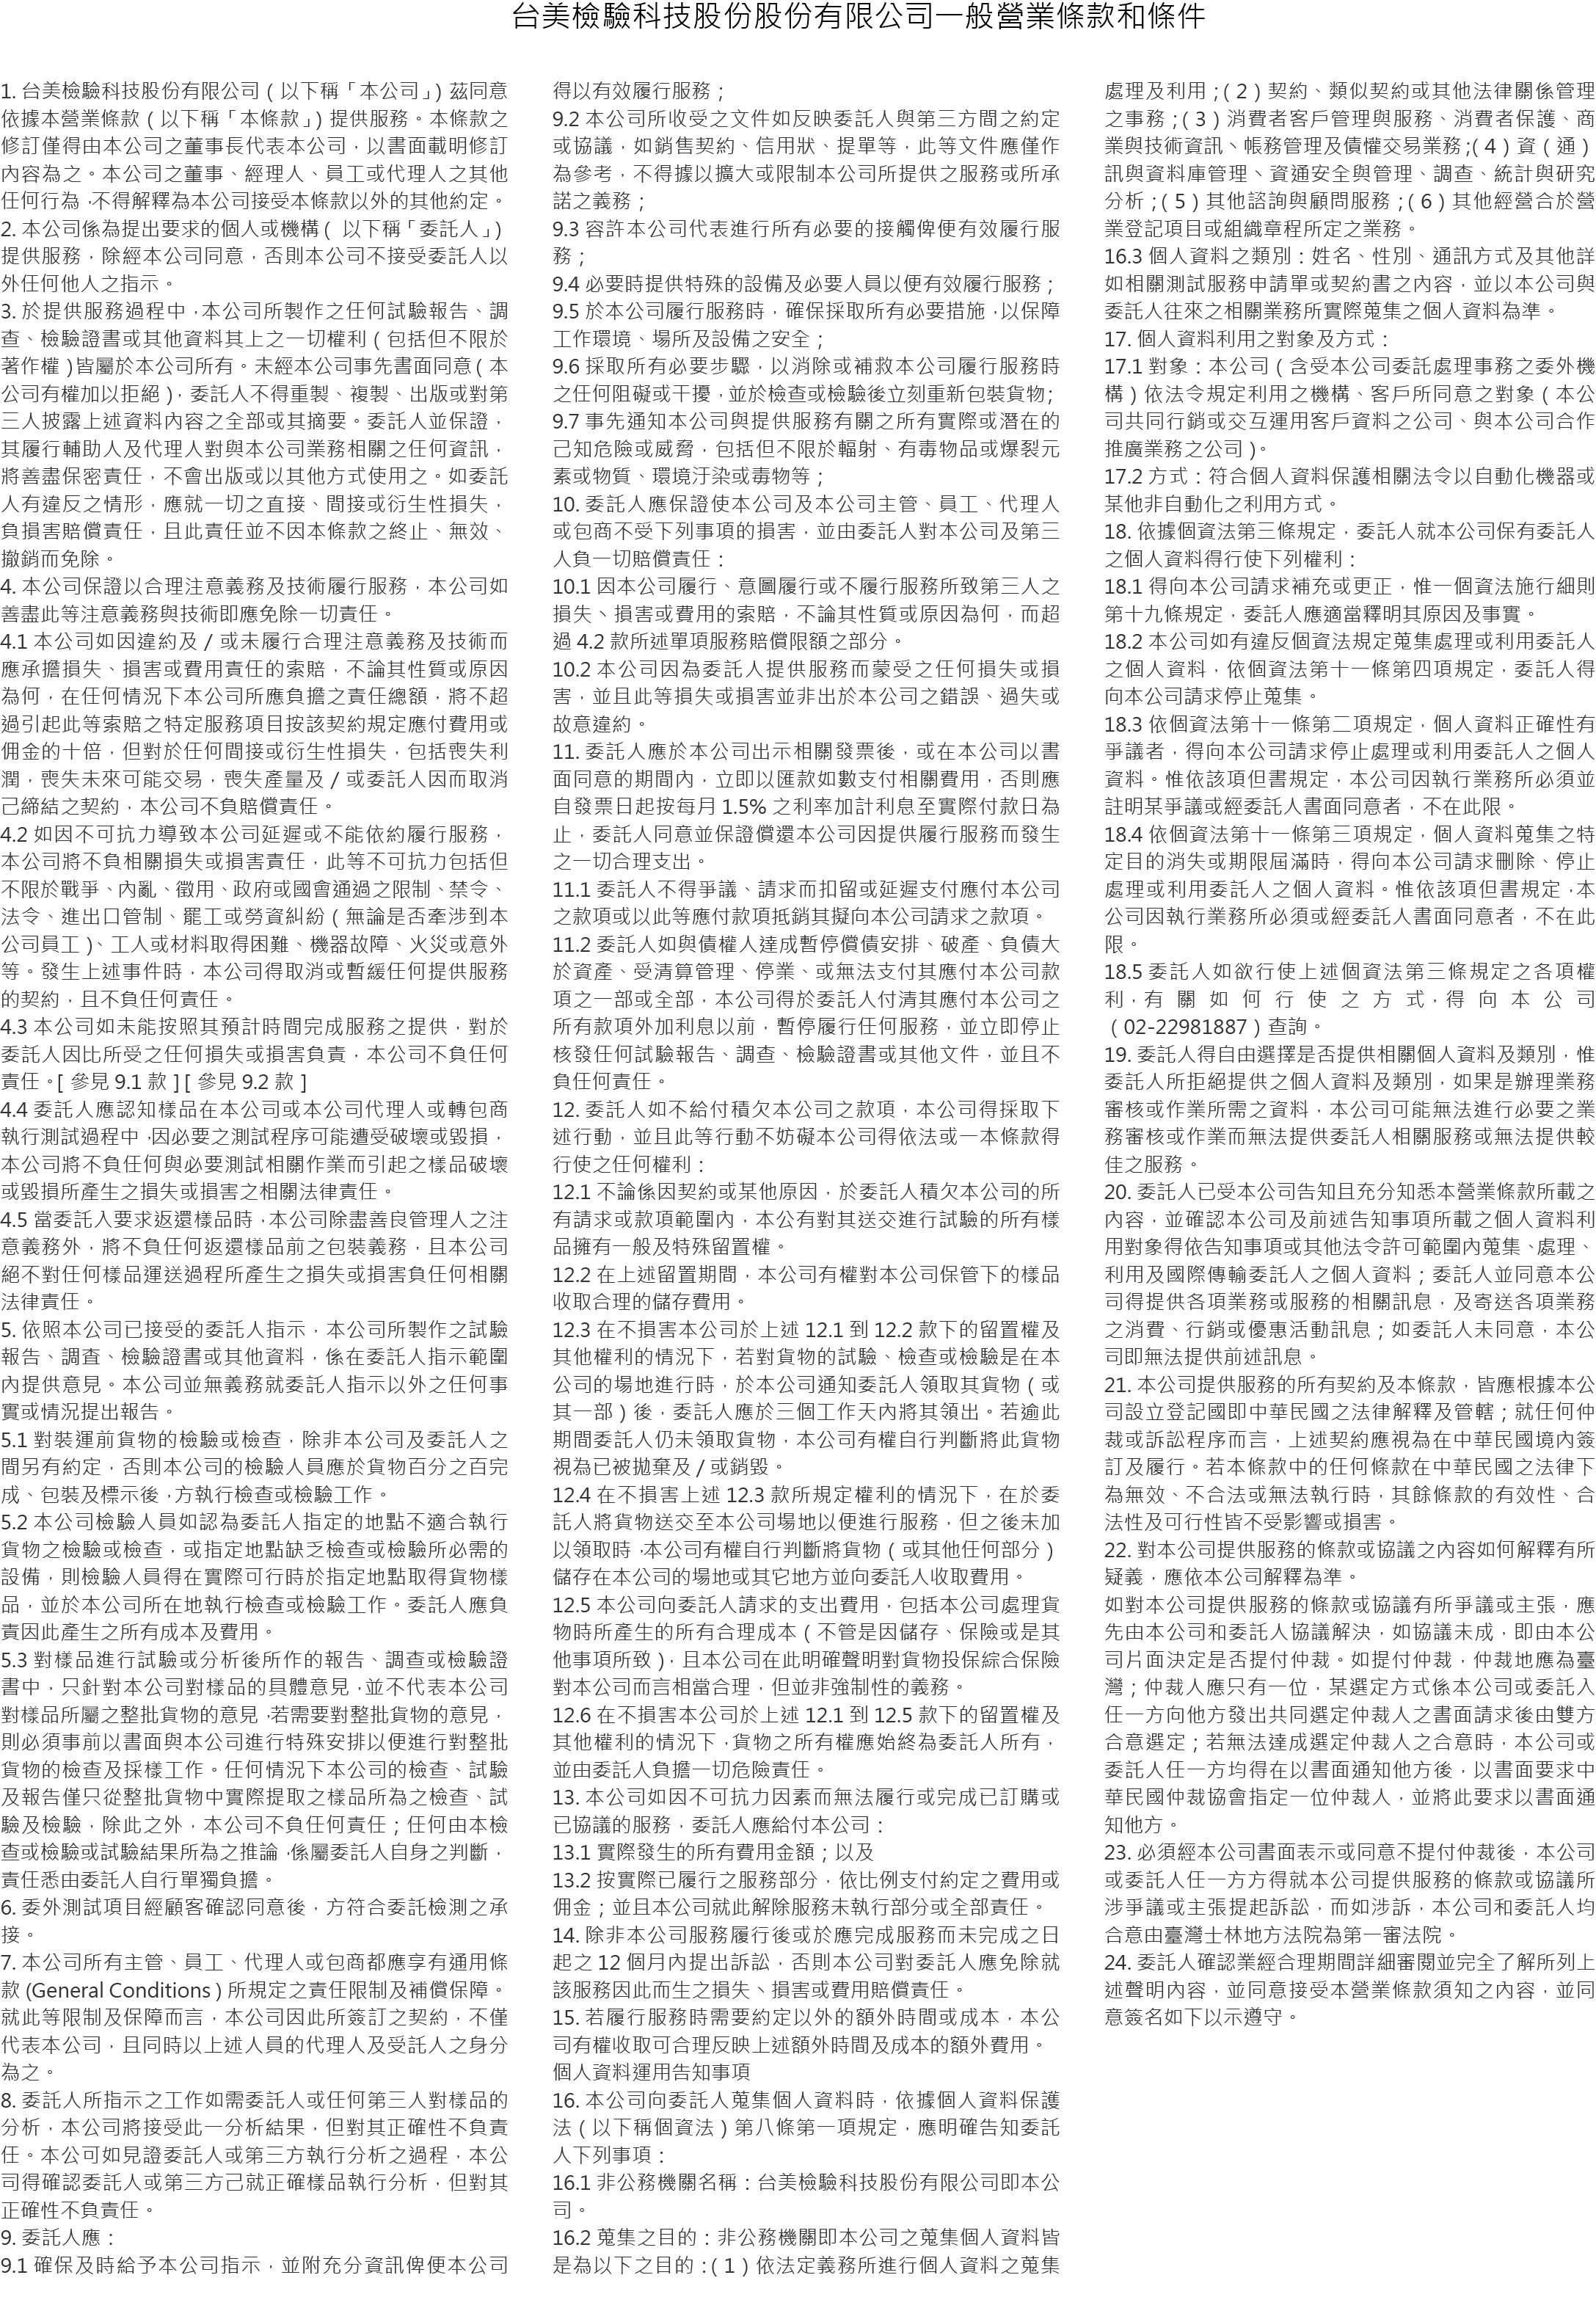 台美檢驗科技股份股份有限公司一般營業條款和條件
1. 台美檢驗科技股份有限公司 ( 以下稱「本公司」) 茲同意
依據本營業條款 ( 以下稱「本條款」) 提供服務。本條款之
修訂僅得由本公司之董事長代表本公司，以書面載明修訂
內容為之。本公司之董事、經理人、員工或代理人之其他
任何行為，不得解釋為本公司接受本條款以外的其他約定。
2. 本公司係為提出要求的個人或機構 ( 以下稱「委託人」)
提供服務，除經本公司同意，否則本公司不接受委託人以
外任何他人之指示。
3. 於提供服務過程中，本公司所製作之任何試驗報告、調
查、檢驗證書或其他資料其上之一切權利 ( 包括但不限於
著作權 )皆屬於本公司所有。未經本公司事先書面同意 ( 本
公司有權加以拒絕 )，委託人不得重製、複製、出版或對第
三人披露上述資料內容之全部或其摘要。委託人並保證，
其履行輔助人及代理人對與本公司業務相關之任何資訊，
將善盡保密責任，不會出版或以其他方式使用之。如委託
人有違反之情形，應就一切之直接、間接或衍生性損失，
負損害賠償責任，且此責任並不因本條款之終止、無效、
撤銷而免除。
4. 本公司保證以合理注意義務及技術履行服務，本公司如
善盡此等注意義務與技術即應免除一切責任。
4.1 本公司如因違約及 / 或未履行合理注意義務及技術而
應承擔損失、損害或費用責任的索賠，不論其性質或原因
為何，在任何情況下本公司所應負擔之責任總額，將不超
過引起此等索賠之特定服務項目按該契約規定應付費用或
佣金的十倍，但對於任何間接或衍生性損失，包括喪失利
潤，喪失未來可能交易，喪失產量及 / 或委託人因而取消
己締結之契約，本公司不負賠償責任。
4.2 如因不可抗力導致本公司延遲或不能依約履行服務，
本公司將不負相關損失或損害責任，此等不可抗力包括但
不限於戰爭、內亂、徵用、政府或國會通過之限制、禁令、
法令、進出口管制、罷工或勞資糾紛 ( 無論是否牽涉到本
公司員工 )、工人或材料取得困難、機器故障、火災或意外
等。發生上述事件時，本公司得取消或暫緩任何提供服務
的契約，且不負任何責任。
4.3 本公司如未能按照其預計時間完成服務之提供，對於
委託人因比所受之任何損失或損害負責，本公司不負任何
責任。[ 參見 9.1 款 ] [ 參見 9.2 款 ]
4.4 委託人應認知樣品在本公司或本公司代理人或轉包商
執行測試過程中，因必要之測試程序可能遭受破壞或毀損，
本公司將不負任何與必要測試相關作業而引起之樣品破壞
或毀損所產生之損失或損害之相關法律責任。
4.5 當委託入要求返還樣品時，本公司除盡善良管理人之注
意義務外，將不負任何返還樣品前之包裝義務，且本公司
絕不對任何樣品運送過程所產生之損失或損害負任何相關
法律責任。
5. 依照本公司已接受的委託人指示，本公司所製作之試驗
報告、調查、檢驗證書或其他資料，係在委託人指示範圍
內提供意見。本公司並無義務就委託人指示以外之任何事
實或情況提出報告。
5.1 對裝運前貨物的檢驗或檢查，除非本公司及委託人之
間另有約定，否則本公司的檢驗人員應於貨物百分之百完
成、包裝及標示後，方執行檢查或檢驗工作。
5.2 本公司檢驗人員如認為委託人指定的地點不適合執行
貨物之檢驗或檢查，或指定地點缺乏檢查或檢驗所必需的
設備，則檢驗人員得在實際可行時於指定地點取得貨物樣
品，並於本公司所在地執行檢查或檢驗工作。委託人應負
責因此產生之所有成本及費用。
5.3 對樣品進行試驗或分析後所作的報告、調查或檢驗證
書中，只針對本公司對樣品的具體意見，並不代表本公司
對樣品所屬之整批貨物的意見，若需要對整批貨物的意見，
則必須事前以書面與本公司進行特殊安排以便進行對整批
貨物的檢查及採樣工作。任何情況下本公司的檢查、試驗
及報告僅只從整批貨物中實際提取之樣品所為之檢查、試
驗及檢驗，除此之外，本公司不負任何責任；任何由本檢
查或檢驗或試驗結果所為之推論，係屬委託人自身之判斷，
責任悉由委託人自行單獨負擔。
6. 委外測試項目經顧客確認同意後，方符合委託檢測之承
接。
7. 本公司所有主管、員工、代理人或包商都應享有通用條
款 (General Conditions ) 所規定之責任限制及補償保障。
就此等限制及保障而言，本公司因此所簽訂之契約，不僅
代表本公司，且同時以上述人員的代理人及受託人之身分
為之。
8. 委託人所指示之工作如需委託人或任何第三人對樣品的
分析，本公司將接受此一分析結果，但對其正確性不負責
任。本公司如見證委託人或第三方執行分析之過程，本公
司得確認委託人或第三方己就正確樣品執行分析，但對其
正確性不負責任。
9. 委託人應：
9.1 確保及時給予本公司指示，並附充分資訊俾便本公司
得以有效履行服務；
9.2 本公司所收受之文件如反映委託人與第三方間之約定
或協議，如銷售契約、信用狀、提單等，此等文件應僅作
為參考，不得據以擴大或限制本公司所提供之服務或所承
諾之義務；
9.3 容許本公司代表進行所有必要的接觸俾便有效履行服
務；
9.4 必要時提供特殊的設備及必要人員以便有效履行服務；
9.5 於本公司履行服務時，確保採取所有必要措施，以保障
工作環境、場所及設備之安全；
9.6 採取所有必要步驟，以消除或補救本公司履行服務時
之任何阻礙或干擾，並於檢查或檢驗後立刻重新包裝貨物；
9.7 事先通知本公司與提供服務有關之所有實際或潛在的
己知危險或威脅，包括但不限於輻射、有毒物品或爆裂元
素或物質、環境汙染或毒物等；
10. 委託人應保證使本公司及本公司主管、員工、代理人
或包商不受下列事項的損害，並由委託人對本公司及第三
人負一切賠償責任：
10.1 因本公司履行、意圖履行或不履行服務所致第三人之
損失、損害或費用的索賠，不論其性質或原因為何，而超
過 4.2 款所述單項服務賠償限額之部分。
10.2 本公司因為委託人提供服務而蒙受之任何損失或損
害，並且此等損失或損害並非出於本公司之錯誤、過失或
故意違約。
11. 委託人應於本公司出示相關發票後，或在本公司以書
面同意的期間內，立即以匯款如數支付相關費用，否則應
自發票日起按每月 1.5% 之利率加計利息至實際付款日為
止，委託人同意並保證償還本公司因提供履行服務而發生
之一切合理支出。
11.1 委託人不得爭議、請求而扣留或延遲支付應付本公司
之款項或以此等應付款項抵銷其擬向本公司請求之款項。
11.2 委託人如與債權人達成暫停償債安排、破產、負債大
於資產、受清算管理、停業、或無法支付其應付本公司款
項之一部或全部，本公司得於委託人付清其應付本公司之
所有款項外加利息以前，暫停履行任何服務，並立即停止
核發任何試驗報告、調查、檢驗證書或其他文件，並且不
負任何責任。
12. 委託人如不給付積欠本公司之款項，本公司得採取下
述行動，並且此等行動不妨礙本公司得依法或一本條款得
行使之任何權利：
12.1 不論係因契約或某他原因，於委託人積欠本公司的所
有請求或款項範圍內，本公有對其送交進行試驗的所有樣
品擁有一般及特殊留置權。
12.2 在上述留置期間，本公司有權對本公司保管下的樣品
收取合理的儲存費用。
12.3 在不損害本公司於上述 12.1 到 12.2 款下的留置權及
其他權利的情況下，若對貨物的試驗、檢查或檢驗是在本
公司的場地進行時，於本公司通知委託人領取其貨物 ( 或
其一部 ) 後，委託人應於三個工作天內將其領出。若逾此
期間委託人仍未領取貨物，本公司有權自行判斷將此貨物
視為已被拋棄及 / 或銷毀。
12.4 在不損害上述 12.3 款所規定權利的情況下，在於委
託人將貨物送交至本公司場地以便進行服務，但之後未加
以領取時，本公司有權自行判斷將貨物 ( 或其他任何部分 )
儲存在本公司的場地或其它地方並向委託人收取費用。
12.5 本公司向委託人請求的支出費用，包括本公司處理貨
物時所產生的所有合理成本 ( 不管是因儲存、保險或是其
他事項所致 )，且本公司在此明確聲明對貨物投保綜合保險
對本公司而言相當合理，但並非強制性的義務。
12.6 在不損害本公司於上述 12.1 到 12.5 款下的留置權及
其他權利的情況下，貨物之所有權應始終為委託人所有，
並由委託人負擔一切危險責任。
13. 本公司如因不可抗力因素而無法履行或完成已訂購或
已協議的服務，委託人應給付本公司：
13.1 實際發生的所有費用金額；以及
13.2 按實際已履行之服務部分，依比例支付約定之費用或
佣金；並且本公司就此解除服務未執行部分或全部責任。
14. 除非本公司服務履行後或於應完成服務而未完成之日
起之 12 個月內提出訴訟，否則本公司對委託人應免除就
該服務因此而生之損失、損害或費用賠償責任。
15. 若履行服務時需要約定以外的額外時間或成本，本公
司有權收取可合理反映上述額外時間及成本的額外費用。
個人資料運用告知事項
16. 本公司向委託人蒐集個人資料時，依據個人資料保護
法 ( 以下稱個資法 ) 第八條第一項規定，應明確告知委託
人下列事項：
16.1 非公務機關名稱：台美檢驗科技股份有限公司即本公
司。
16.2 蒐集之目的：非公務機關即本公司之蒐集個人資料皆
是為以下之目的：( 1 ) 依法定義務所進行個人資料之蒐集
處理及利用；( 2 ) 契約、類似契約或其他法律關係管理
之事務；( 3 ) 消費者客戶管理與服務、消費者保護、商
業與技術資訊、帳務管理及債權交易業務；( 4 ) 資 ( 通 )
訊與資料庫管理、資通安全與管理、調查、統計與研究
分析；( 5 ) 其他諮詢與顧問服務；( 6 ) 其他經營合於營
業登記項目或組織章程所定之業務。
16.3 個人資料之類別：姓名、性別、通訊方式及其他詳
如相關測試服務申請單或契約書之內容，並以本公司與
委託人往來之相關業務所實際蒐集之個人資料為準。
17. 個人資料利用之對象及方式：
17.1 對象：本公司 ( 含受本公司委託處理事務之委外機
構 ) 依法令規定利用之機構、客戶所同意之對象 ( 本公
司共同行銷或交互運用客戶資料之公司、與本公司合作
推廣業務之公司 )。
17.2 方式：符合個人資料保護相關法令以自動化機器或
某他非自動化之利用方式。
18. 依據個資法第三條規定，委託人就本公司保有委託人
之個人資料得行使下列權利：
18.1 得向本公司請求補充或更正，惟一個資法施行細則
第十九條規定，委託人應適當釋明其原因及事實。
18.2 本公司如有違反個資法規定蒐集處理或利用委託人
之個人資料，依個資法第十一條第四項規定，委託人得
向本公司請求停止蒐集。
18.3 依個資法第十一條第二項規定，個人資料正確性有
爭議者，得向本公司請求停止處理或利用委託人之個人
資料。惟依該項但書規定，本公司因執行業務所必須並
註明某爭議或經委託人書面同意者，不在此限。
18.4 依個資法第十一條第三項規定，個人資料蒐集之特
定目的消失或期限屆滿時，得向本公司請求刪除、停止
處理或利用委託人之個人資料。惟依該項但書規定，本
公司因執行業務所必須或經委託人書面同意者，不在此
限。
18.5 委託人如欲行使上述個資法第三條規定之各項權
利，有關如何行使之方式，得向本公司
( 02-22981887 ) 查詢。
19. 委託人得自由選擇是否提供相關個人資料及類別，惟
委託人所拒絕提供之個人資料及類別，如果是辦理業務
審核或作業所需之資料，本公司可能無法進行必要之業
務審核或作業而無法提供委託人相關服務或無法提供較
佳之服務。
20. 委託人已受本公司告知且充分知悉本營業條款所載之
內容，並確認本公司及前述告知事項所載之個人資料利
用對象得依告知事項或其他法令許可範圍內蒐集、處理、
利用及國際傳輸委託人之個人資料；委託人並同意本公
司得提供各項業務或服務的相關訊息，及寄送各項業務
之消費、行銷或優惠活動訊息；如委託人未同意，本公
司即無法提供前述訊息。
21. 本公司提供服務的所有契約及本條款，皆應根據本公
司設立登記國即中華民國之法律解釋及管轄；就任何仲
裁或訴訟程序而言，上述契約應視為在中華民國境內簽
訂及履行。若本條款中的任何條款在中華民國之法律下
為無效、不合法或無法執行時，其餘條款的有效性、合
法性及可行性皆不受影響或損害。
22. 對本公司提供服務的條款或協議之內容如何解釋有所
疑義，應依本公司解釋為準。
如對本公司提供服務的條款或協議有所爭議或主張，應
先由本公司和委託人協議解決，如協議未成，即由本公
司片面決定是否提付仲裁。如提付仲裁，仲裁地應為臺
灣；仲裁人應只有一位，某選定方式係本公司或委託人
任一方向他方發出共同選定仲裁人之書面請求後由雙方
合意選定；若無法達成選定仲裁人之合意時，本公司或
委託人任一方均得在以書面通知他方後，以書面要求中
華民國仲裁協會指定一位仲裁人，並將此要求以書面通
知他方。
23. 必須經本公司書面表示或同意不提付仲裁後，本公司
或委託人任一方方得就本公司提供服務的條款或協議所
涉爭議或主張提起訴訟，而如涉訴，本公司和委託人均
合意由臺灣士林地方法院為第一審法院。
24. 委託人確認業經合理期間詳細審閱並完全了解所列上
述聲明內容，並同意接受本營業條款須知之內容，並同
意簽名如下以示遵守。